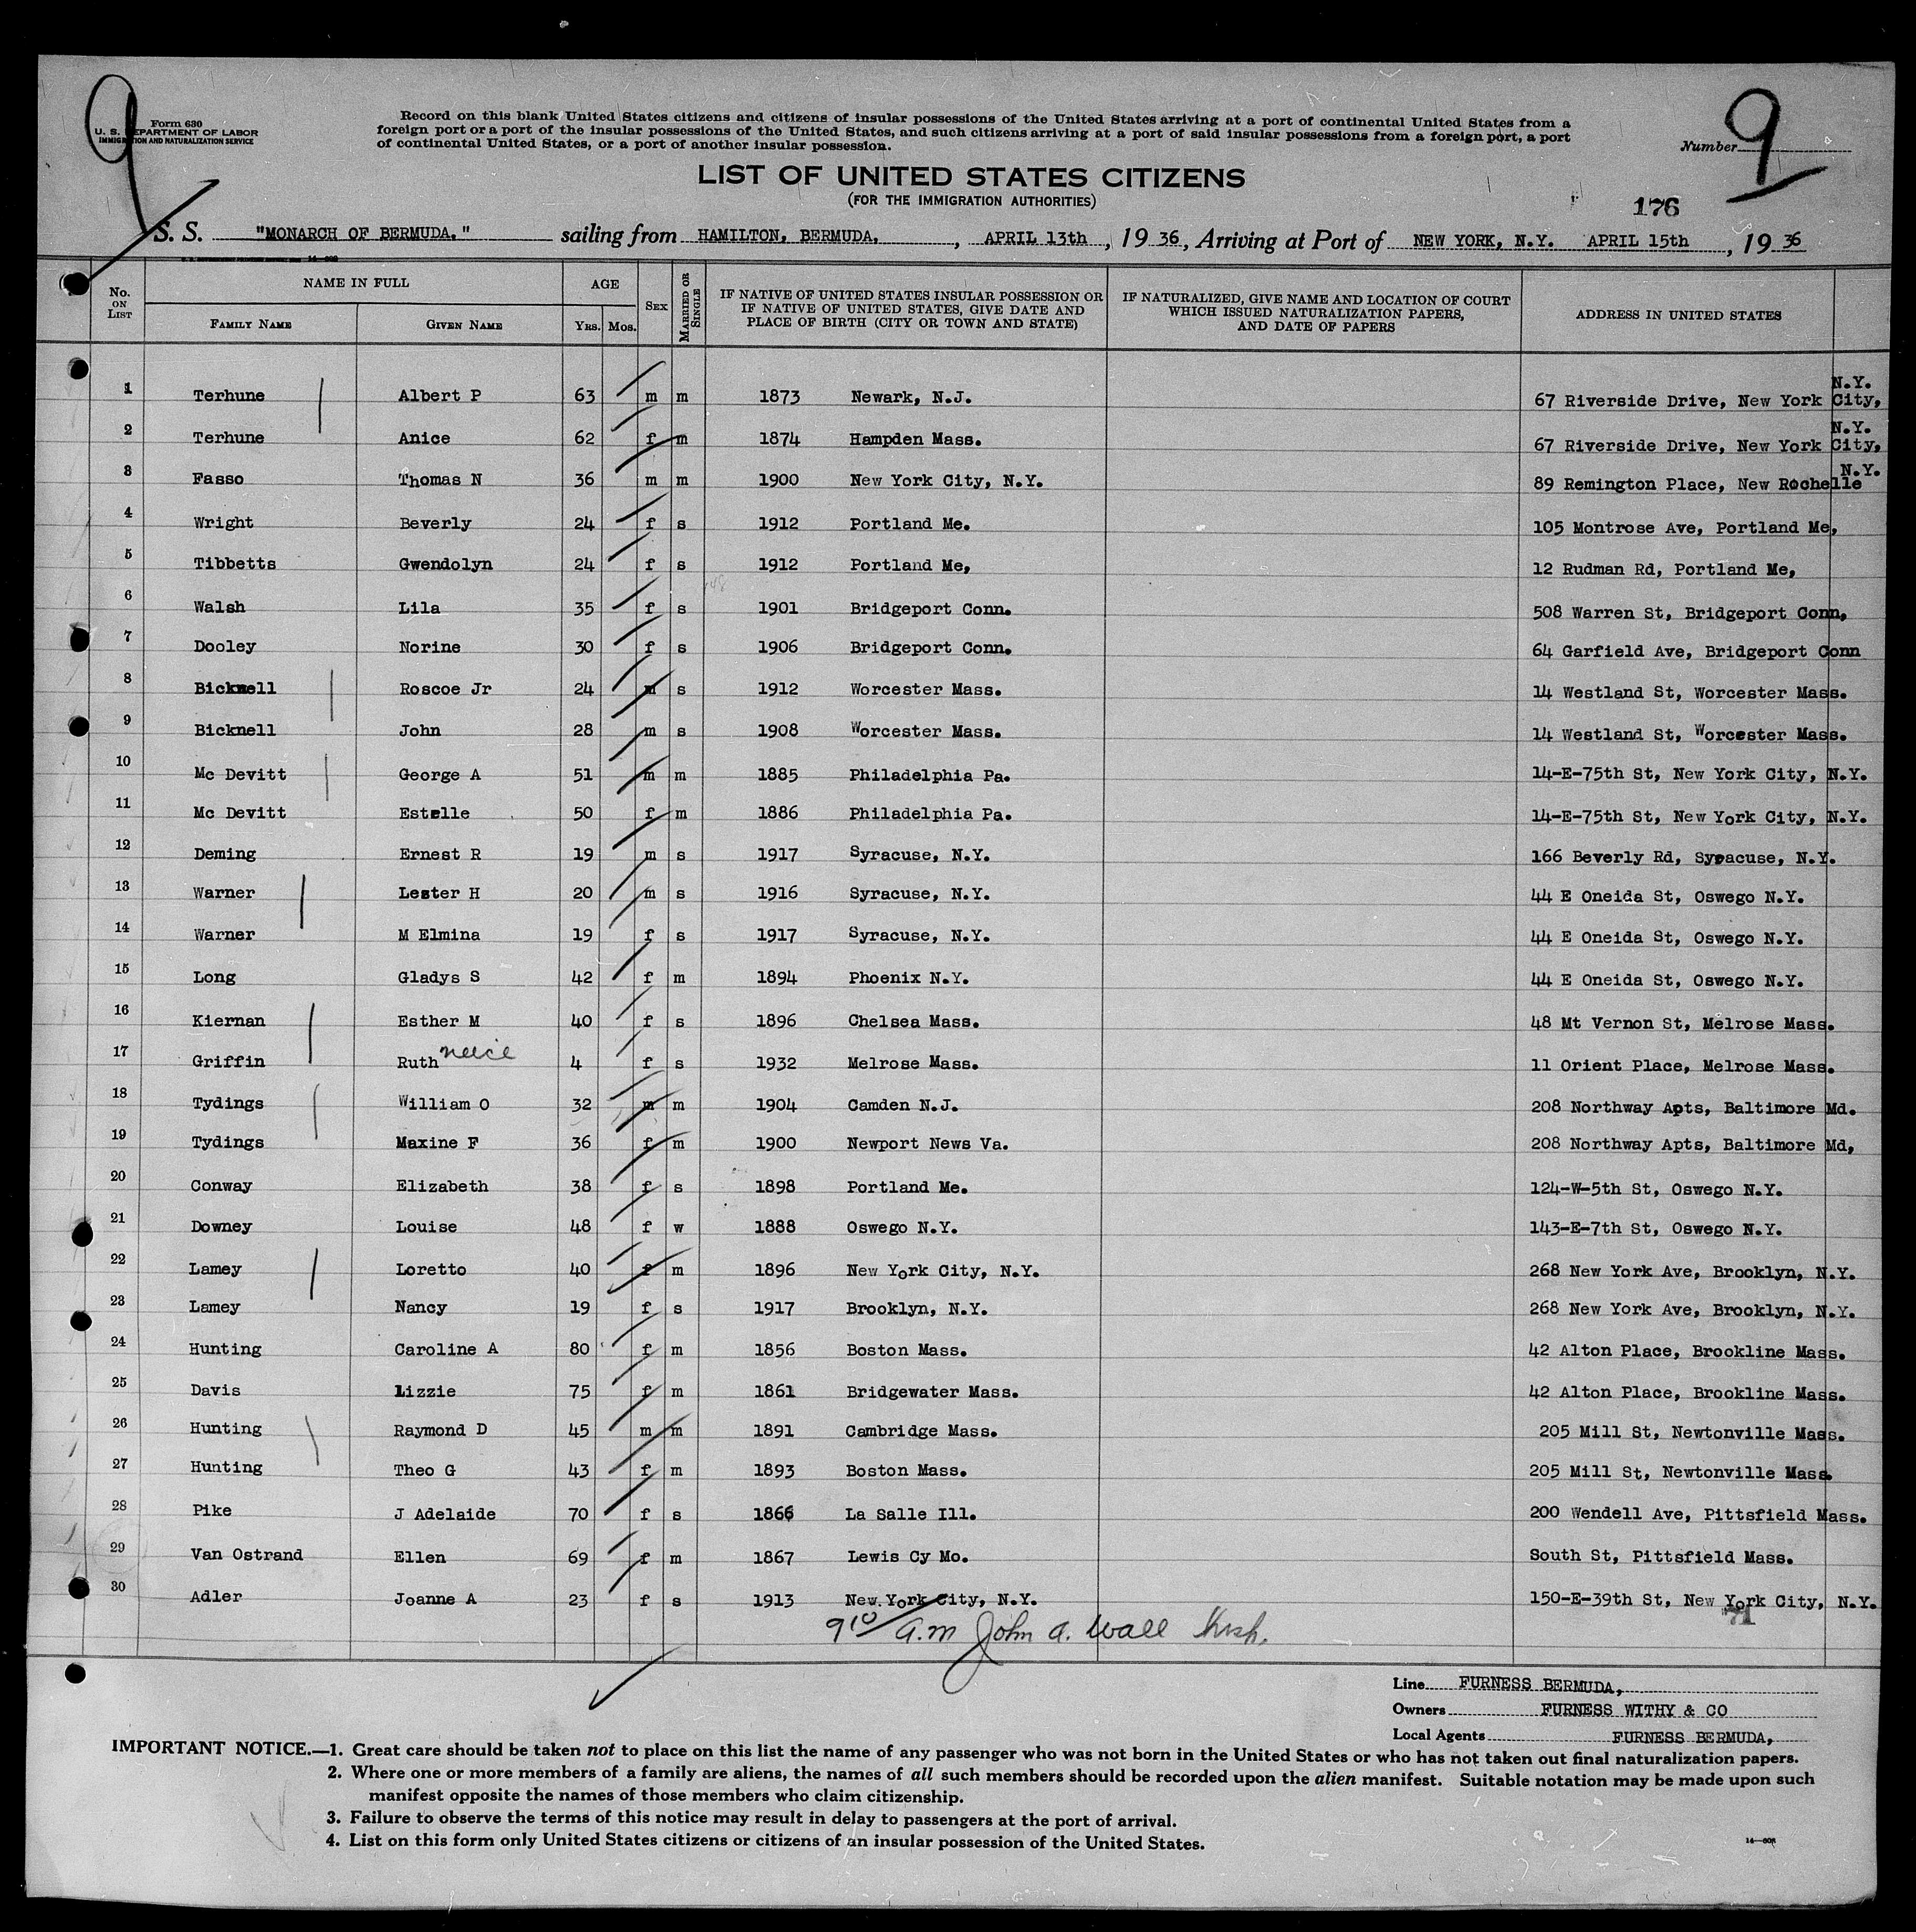 Form 630
U. S. DEPARTMENT OF LABOR
IMMIGRATION AND NATURALIZATION SERVICE
9
Record on this blank United States citizens and citizens of insular possessions of the United States arriving at a port of continental United States from a
foreign port or a port of the insular possessions of the United States, and such citizens arriving at a port of said insular possessions from a foreign port, a port
of continental United States, or a port of another insular possession.
Number 9
LIST OF UNITED STATES CITIZENS
(FOR THE IMMIGRATION AUTHORITIES)
176
S. S. "MONARCH OF BERMUDA." sailing from HAMILTON, BERMUDA. , APRIL 13th , 19 36, Arriving at Port of NEW YORK, N.Y. APRIL 15th , 19 36
No. ON LIST NAME IN FULL FAMILY NAME GIVEN NAME AGE YRS. MOS. SEX MARRIED OR SINGLE IF NATIVE OF UNITED STATES INSULAR POSSESSION OR IF NATIVE OF UNITED STATES, GIVE DATE AND PLACE OF BIRTH (CITY OR TOWN AND STATE) IF NATURALIZED, GIVE NAME AND LOCATION OF COURT WHICH ISSUED NATURALIZATION PAPERS, AND DATE OF PAPERS ADDRESS IN UNITED STATES
1 Terhune Albert P 63 m m 1873 Newark, N.J. 67 Riverside Drive, New York City, N.Y.
2 Terhune Anice 62 f m 1874 Hampden Mass. 67 Riverside Drive, New York City, N.Y.
3 Fasso Thomas N 36 m m 1900 New York City, N.Y. 89 Remington Place, New Rochelle N.Y.
4 Wright Beverly 24 f s 1912 Portland Me. 105 Montrose Ave, Portland Me,
5 Tibbetts Gwendolyn 24 f s 1912 Portland Me, 12 Rudman Rd, Portland Me,
6 Walsh Lila 35 f s 1901 Bridgeport Conn. 508 Warren St, Bridgeport Conn,
7 Dooley Norine 30 f s 1906 Bridgeport Conn. 64 Garfield Ave, Bridgeport Conn
8 Bicknell Roscoe Jr 24 m s 1912 Worcester Mass. 14 Westland St, Worcester Mass.
9 Bicknell John 28 m s 1908 Worcester Mass. 14 Westland St, Worcester Mass.
10 Mc Devitt George A 51 m m 1885 Philadelphia Pa. 14-E-75th St, New York City, N.Y.
11 Mc Devitt Estelle 50 f m 1886 Philadelphia Pa. 14-E-75th St, New York City, N.Y.
12 Deming Ernest R 19 m s 1917 Syracuse, N.Y. 166 Beverly Rd, Syracuse, N.Y.
13 Warner Lester H 20 m s 1916 Syracuse, N.Y. 44 E Oneida St, Oswego N.Y.
14 Warner M Elmina 19 f s 1917 Syracuse, N.Y. 44 E Oneida St, Oswego N.Y.
15 Long Gladys S 42 f m 1894 Phoenix N.Y. 44 E Oneida St, Oswego N.Y.
16 Kiernan Esther M 40 f s 1896 Chelsea Mass. 48 Mt Vernon St, Melrose Mass.
17 Griffin Ruth neice 4 f s 1932 Melrose Mass. 11 Orient Place, Melrose Mass.
18 Tydings William O 32 m m 1904 Camden N.J. 208 Northway Apts, Baltimore Md.
19 Tydings Maxine F 36 f m 1900 Newport News Va. 208 Northway Apts, Baltimore Md,
20 Conway Elizabeth 38 f s 1898 Portland Me. 124-W-5th St, Oswego N.Y.
21 Downey Louise 48 f w 1888 Oswego N.Y. 143-E-7th St, Oswego N.Y.
22 Lamey Loretto 40 f m 1896 New York City, N.Y. 268 New York Ave, Brooklyn, N.Y.
23 Lamey Nancy 19 f s 1917 Brooklyn, N.Y. 268 New York Ave, Brooklyn, N.Y.
24 Hunting Caroline A 80 f m 1856 Boston Mass. 42 Alton Place, Brookline Mass.
25 Davis Lizzie 75 f m 1861 Bridgewater Mass. 42 Alton Place, Brookline Mass.
26 Hunting Raymond D 45 m m 1891 Cambridge Mass. 205 Mill St, Newtonville Mass.
27 Hunting Theo G 43 f m 1893 Boston Mass. 205 Mill St, Newtonville Mass.
28 Pike J Adelaide 70 f s 1866 La Salle Ill. 200 Wendell Ave, Pittsfield Mass.
29 Van Ostrand Ellen 69 f m 1867 Lewis Cy Mo. South St, Pittsfield Mass.
30 Adler Joanne A 23 f s 1913 New York City, N.Y. 150-E-39th St, New York City, N.Y.
71
9 10 a.m John A. Wall Insp.
Line FURNESS BERMUDA,
Owners FURNESS WITHY & CO
Local Agents FURNESS BERMUDA,
IMPORTANT NOTICE.—1. Great care should be taken not to place on this list the name of any passenger who was not born in the United States or who has not taken out final naturalization papers.
2. Where one or more members of a family are aliens, the names of all such members should be recorded upon the alien manifest. Suitable notation may be made upon such
manifest opposite the names of those members who claim citizenship.
3. Failure to observe the terms of this notice may result in delay to passengers at the port of arrival.
4. List on this form only United States citizens or citizens of an insular possession of the United States.
14—808